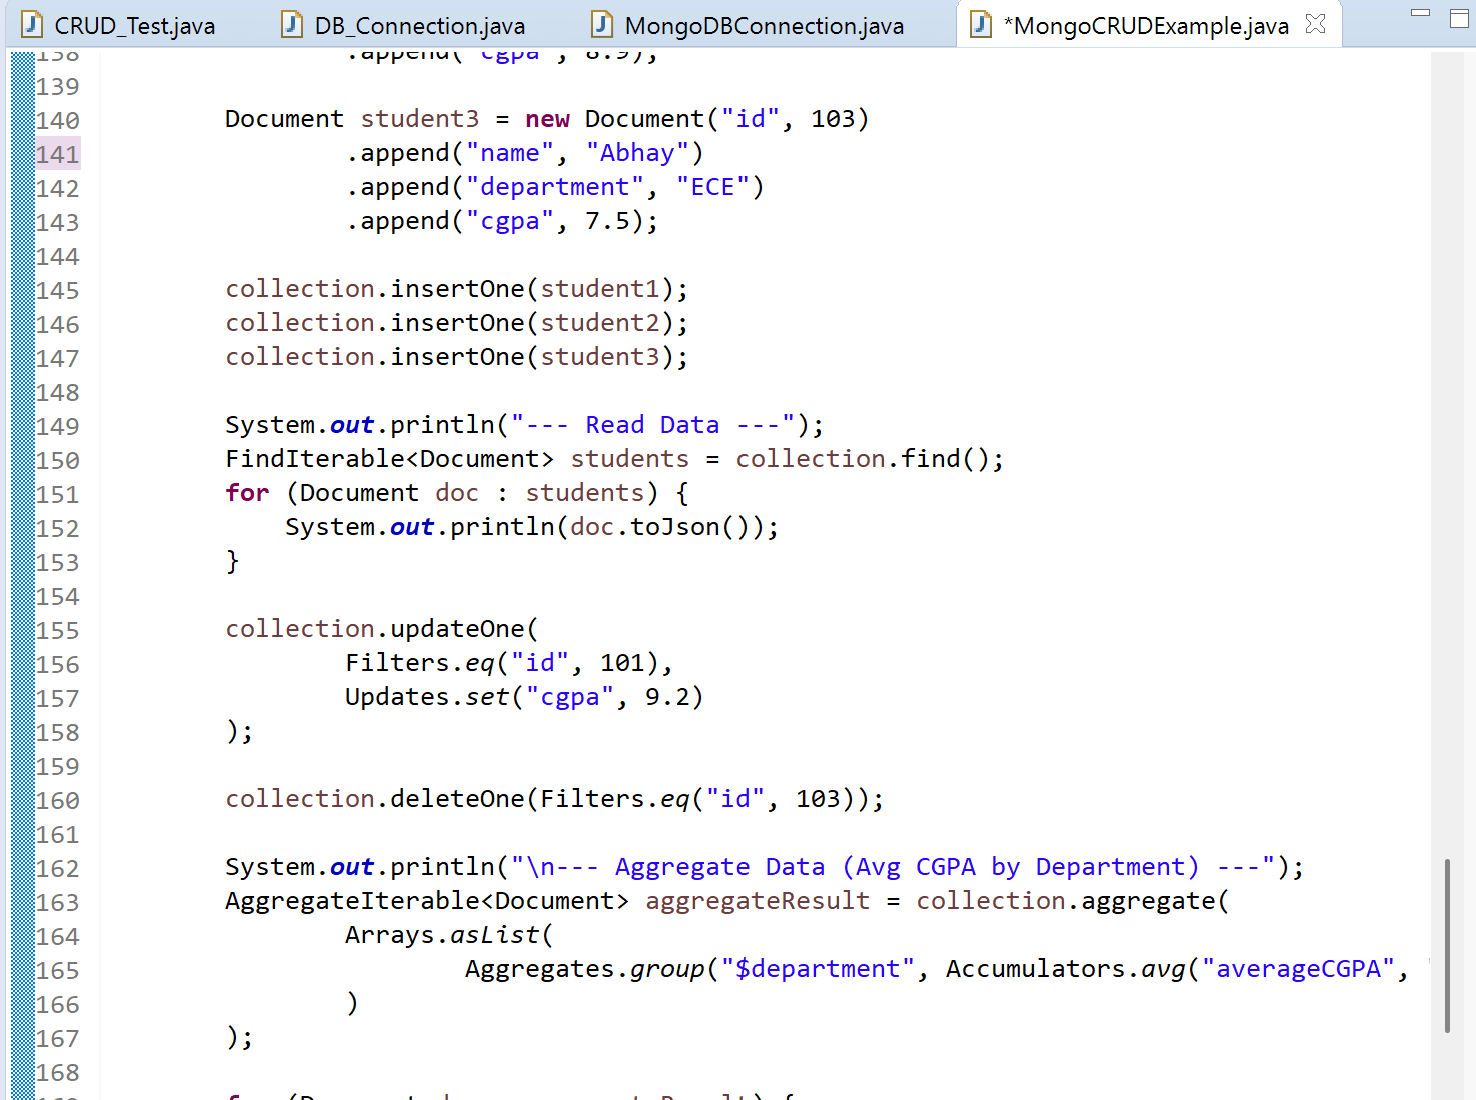 CRUD_Test.java DB_Connection.java MongoDBConnection.java *MongoCRUDExample.java
138 .append("cgpa", 8.9);
139
140 Document student3 = new Document("id", 103)
141 .append("name", "Abhay")
142 .append("department", "ECE")
143 .append("cgpa", 7.5);
144
145 collection.insertOne(student1);
146 collection.insertOne(student2);
147 collection.insertOne(student3);
148
149 System.out.println("--- Read Data ---");
150 FindIterable<Document> students = collection.find();
151 for (Document doc : students) {
152 System.out.println(doc.toJson());
153 }
154
155 collection.updateOne(
156 Filters.eq("id", 101),
157 Updates.set("cgpa", 9.2)
158 );
159
160 collection.deleteOne(Filters.eq("id", 103));
161
162 System.out.println("\n--- Aggregate Data (Avg CGPA by Department) ---");
163 AggregateIterable<Document> aggregateResult = collection.aggregate(
164 Arrays.asList(
165 Aggregates.group("$department", Accumulators.avg("averageCGPA",
166 )
167 );
168